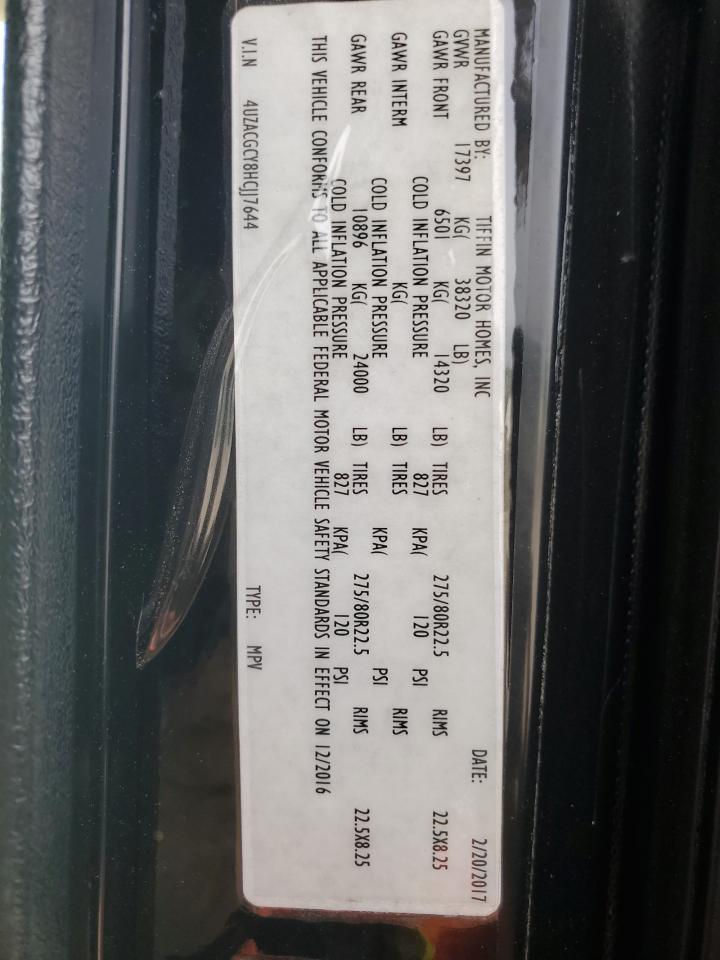 MANUFACTURED BY: TIFFIN MOTOR HOMES, INC DATE: 2/20/2017
GVWR 17397 KG( 38320 LB)
GAWR FRONT 6501 KG( 14320 LB) TIRES 275/80R22.5 RIMS 22.5X8.25
COLD INFLATION PRESSURE 827 KPA( 120 PSI
GAWR INTERM KG( LB) TIRES RIMS
COLD INFLATION PRESSURE KPA( PSI
GAWR REAR 10896 KG( 24000 LB) TIRES 275/80R22.5 RIMS 22.5X8.25
COLD INFLATION PRESSURE 827 KPA( 120 PSI
THIS VEHICLE CONFORMS TO ALL APPLICABLE FEDERAL MOTOR VEHICLE SAFETY STANDARDS IN EFFECT ON 12/2016
V.I.N 4UZACGCY8HCJJ7644 TYPE: MPV